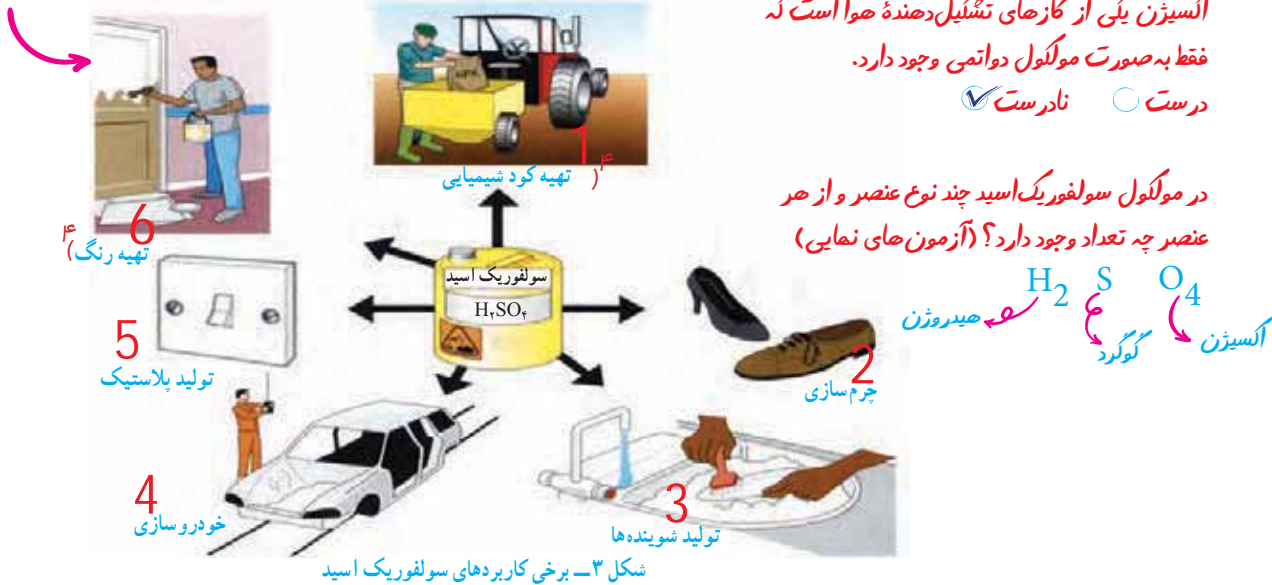 اکسیژن یکی از گازهای تشکیل‌دهندهٔ هوا است که
فقط به صورت مولکول دواتمی وجود دارد.
درست نادرست ✓
در مولکول سولفوریک‌اسید چند نوع عنصر و از هر
عنصر چه تعداد وجود دارد؟ (آزمون‌های نهایی)
H2 S O4
هیدروژن
گوگرد
اکسیژن
1
۴)
تهیه کود شیمیایی
6
تهیه رنگ
۴)
سولفوریک اسید
H۲SO۴
5
تولید پلاستیک
2
چرم‌سازی
4
خودروسازی
3
تولید شوینده‌ها
شکل ۳ــ برخی کاربردهای سولفوریک اسید